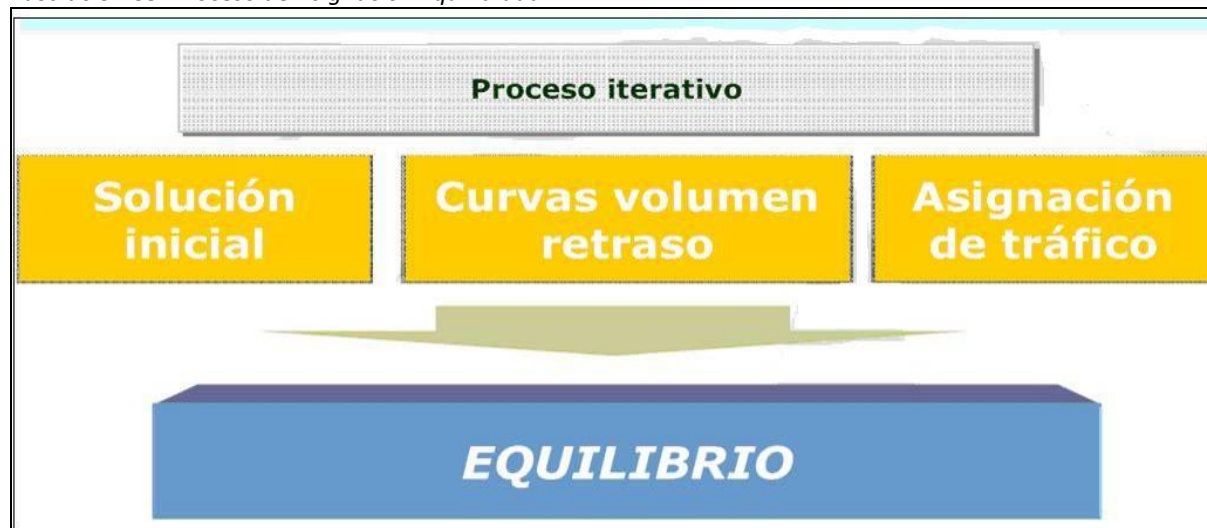 Proceso iterativo
Solución
inicial
Curvas volumen
retraso
Asignación
de tráfico
EQUILIBRIO